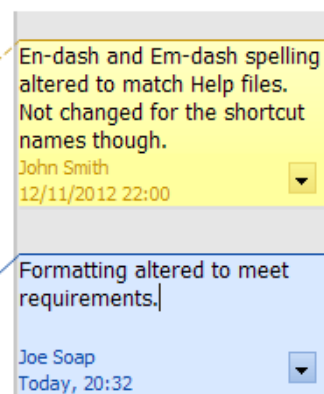 En-dash and Em-dash spelling
altered to match Help files.
Not changed for the shortcut
names though.
John Smith
12/11/2012 22:00
Formatting altered to meet
requirements.
Joe Soap
Today, 20:32